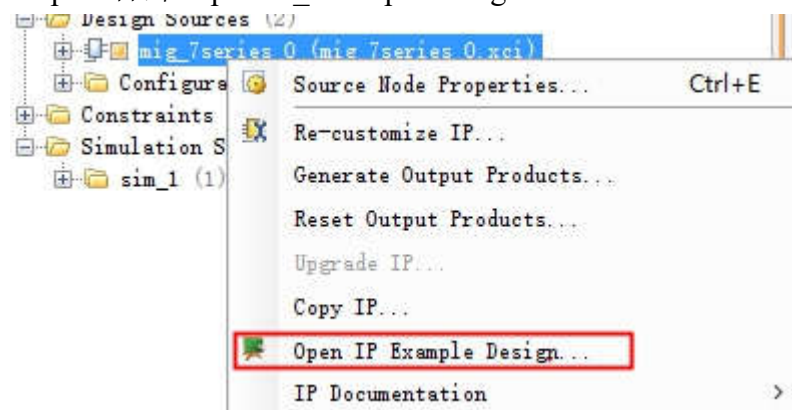 Design Sources (2)
mig_7series_0 (mig_7series_0.xci)
Configura
Source Node Properties... Ctrl+E
Constraints
Re-customize IP...
Simulation S
Generate Output Products...
sim_1 (1)
Reset Output Products...
Upgrade IP...
Copy IP...
Open IP Example Design...
IP Documentation